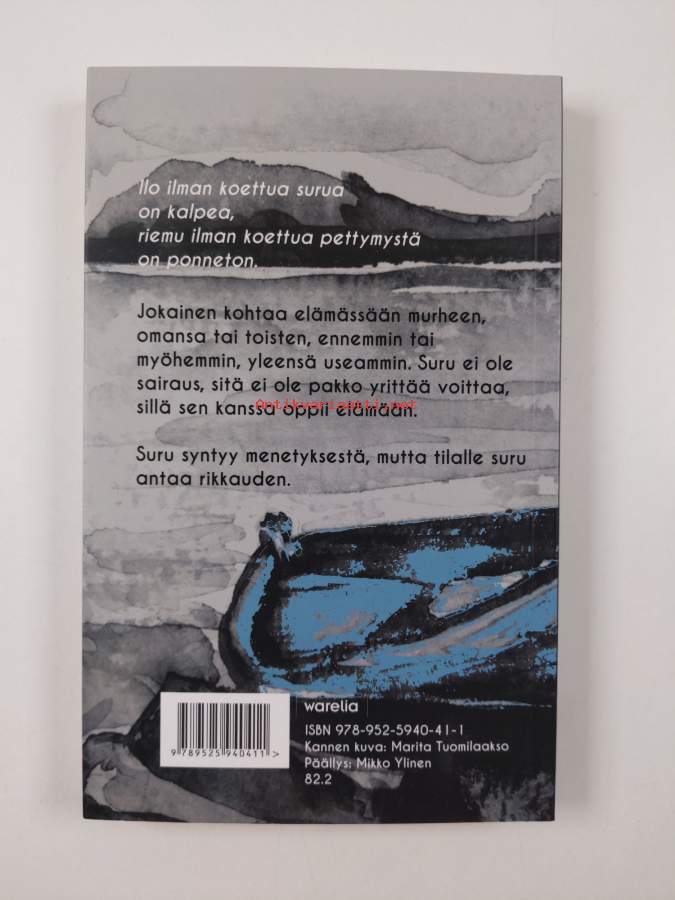 Ilo ilman koettua surua
on kalpea,
riemu ilman koettua pettymystä
on ponneton.
Jokainen kohtaa elämässään murheen,
omansa tai toisten, ennemmin tai
myöhemmin, yleensä useammin. Suru ei ole
sairaus, sitä ei ole pakko yrittää voittaa,
sillä sen kanssa oppii elämään.
Antikvariaatti.net
Suru syntyy menetyksestä, mutta tilalle suru
antaa rikkauden.
warelia
ISBN 978-952-5940-41-1
Kannen kuva: Marita Tuomilaakso
Päällys: Mikko Ylinen
82.2
9 789525 940411 >